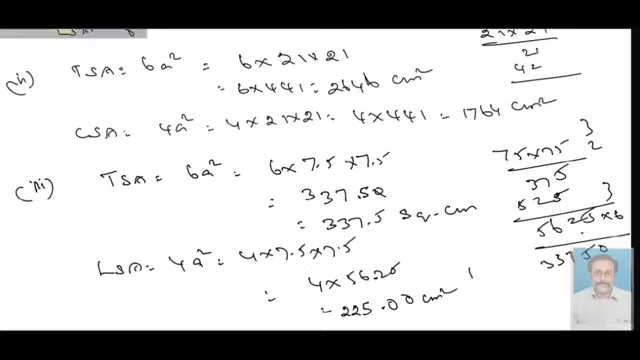 (ii) TSA = 6a² = 6 × 21 × 21
= 6 × 441 = 2646 cm²
CSA = 4a² = 4 × 21 × 21 = 4 × 441 = 1764 cm²
(iii) TSA = 6a² = 6 × 7.5 × 7.5
= 337.50
= 337.5 Sq.cm
LSA = 4a² = 4 × 7.5 × 7.5
= 4 × 56.25
= 225.00 cm²
21 × 21
21
42
75 × 75
375
525
5625 × 6
33750